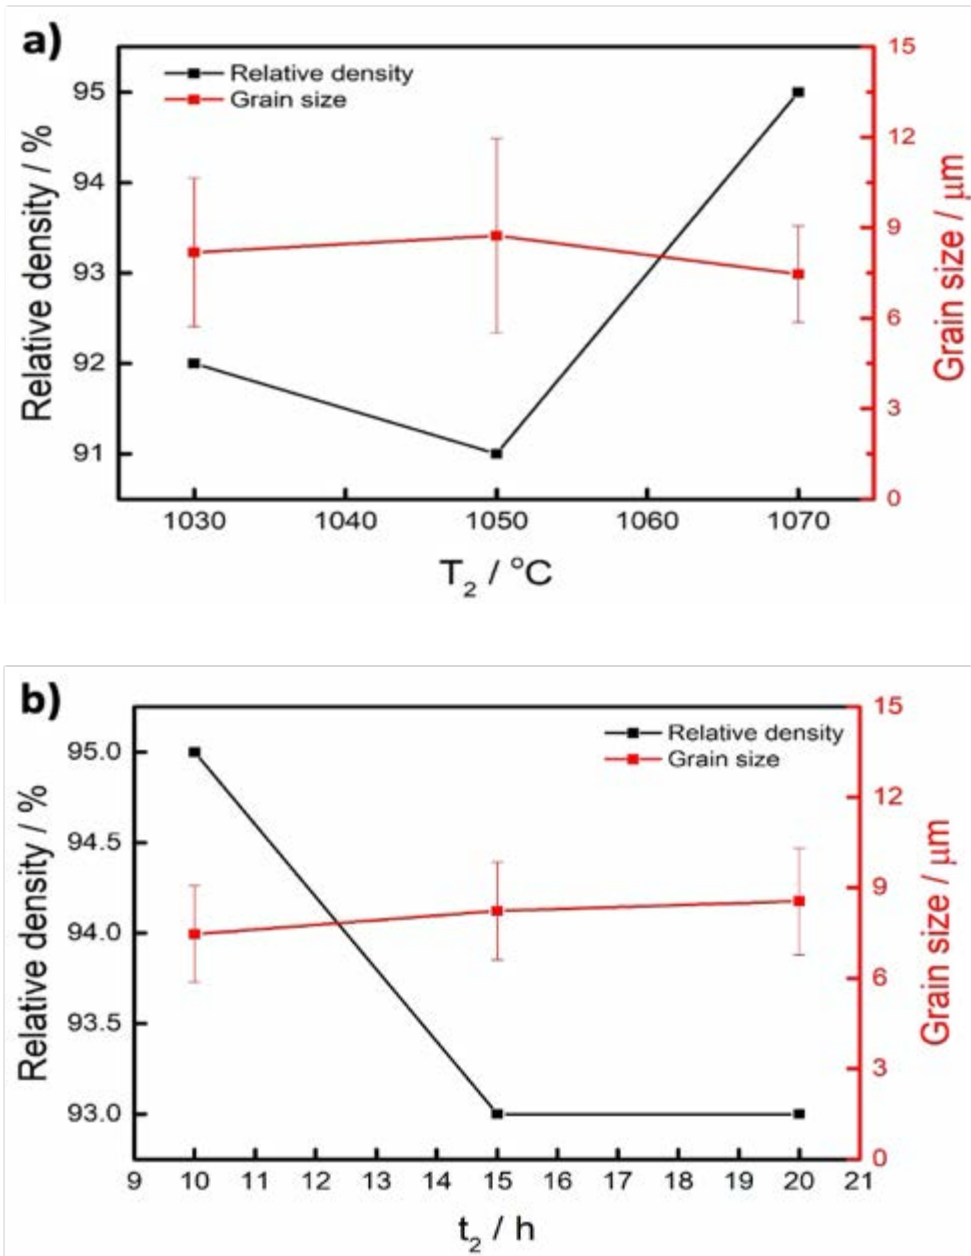 a)
Relative density
Grain size
Relative density / %
95
94
93
92
91
15
12
9
6
3
0
Grain size / μm
1030 1040 1050 1060 1070
T₂ / °C
b)
Relative density
Grain size
Relative density / %
95.0
94.5
94.0
93.5
93.0
15
12
9
6
3
0
Grain size / μm
9 10 11 12 13 14 15 16 17 18 19 20 21
t₂ / h